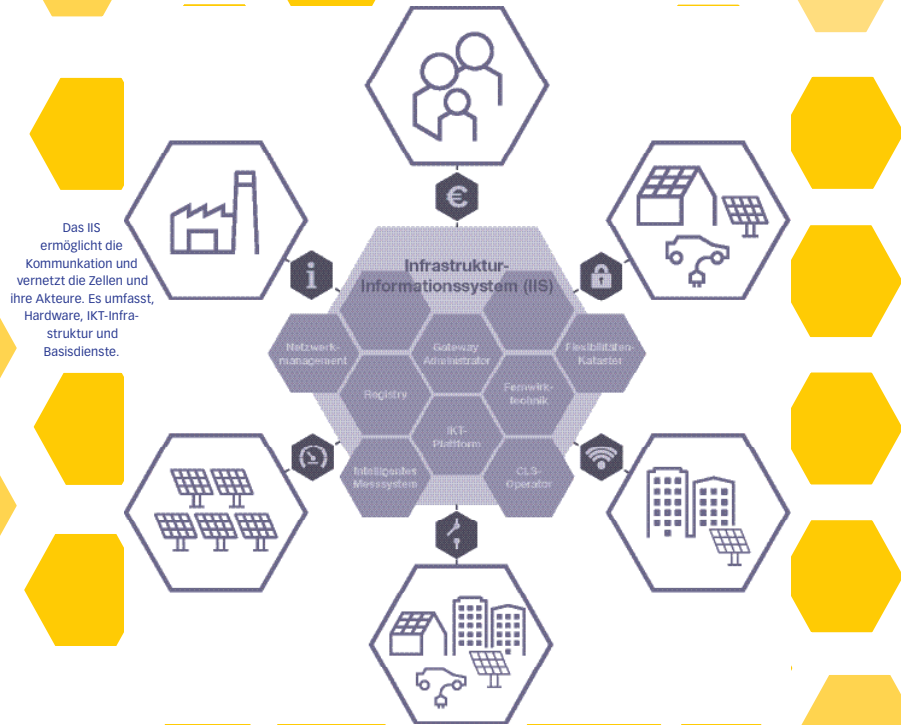 Das IIS
ermöglicht die
Kommunkation und
vernetzt die Zellen und
ihre Akteure. Es umfasst,
Hardware, IKT-Infra-
struktur und
Basisdienste.
€
i
Infrastruktur-
Informationssystem (IIS)
Netzwerk-
management
Gateway
Administrator
Flexibilitäten-
Kataster
Registry
Fernwirk-
technik
IKT-
Plattform
Intelligentes
Messsystem
CLS-
Operator